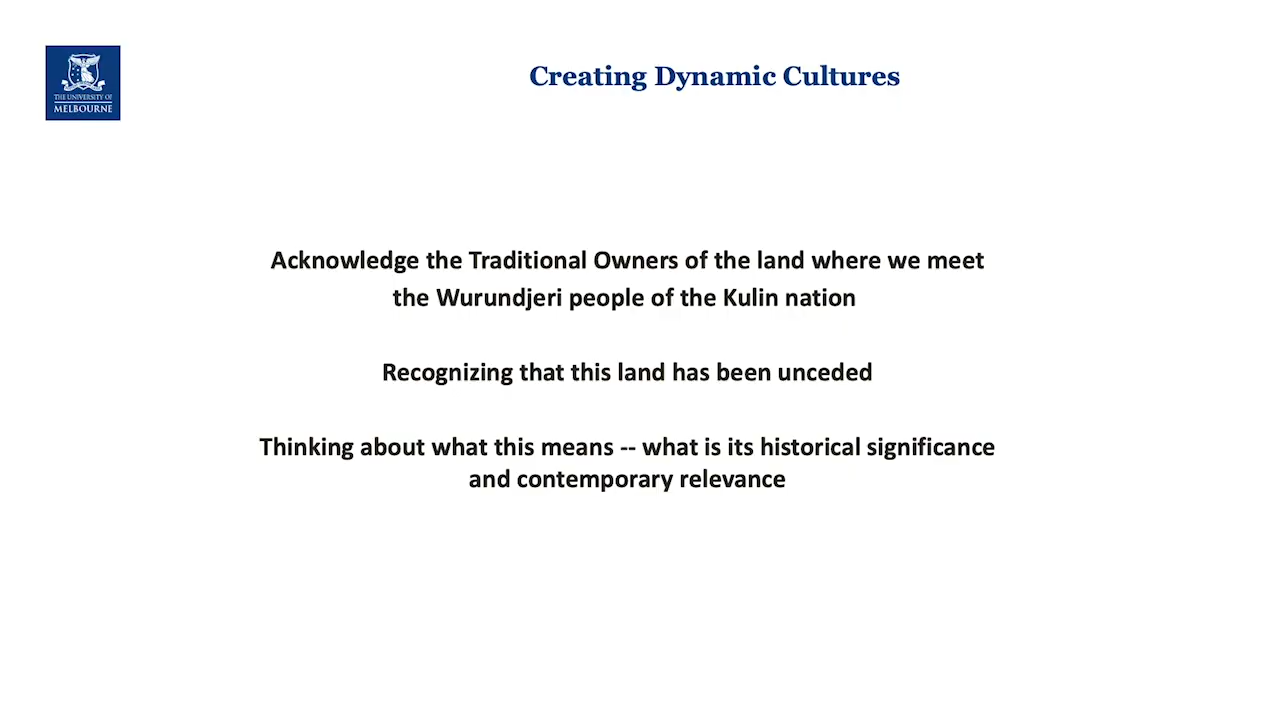 THE UNIVERSITY OF
MELBOURNE
Creating Dynamic Cultures
Acknowledge the Traditional Owners of the land where we meet
the Wurundjeri people of the Kulin nation
Recognizing that this land has been unceded
Thinking about what this means -- what is its historical significance
and contemporary relevance